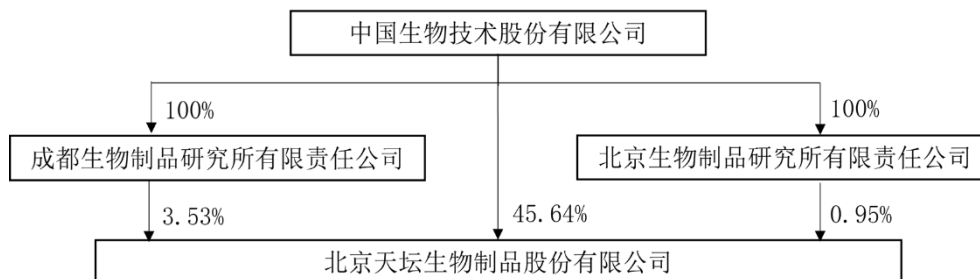 中国生物技术股份有限公司
100%
100%
成都生物制品研究所有限责任公司
北京生物制品研究所有限责任公司
3.53%
45.64%
0.95%
北京天坛生物制品股份有限公司